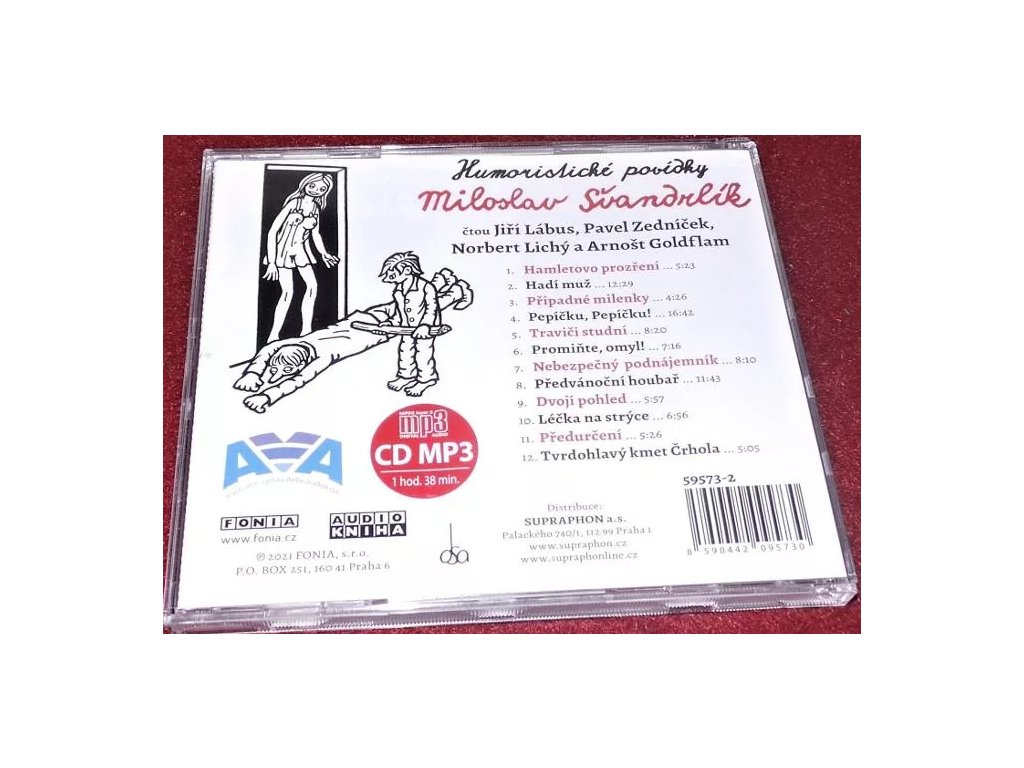 Humoristické povídky
Miloslav Švandrlík
čtou Jiří Lábus, Pavel Zedníček,
Norbert Lichý a Arnošt Goldflam
1. Hamletovo prozření ... 5:23
2. Hadí muž ... 12:29
3. Případné milenky ... 4:26
4. Pepíčku, Pepíčku! ... 16:42
5. Traviči studní ... 8:20
6. Promiňte, omyl! ... 7:16
7. Nebezpečný podnájemník ... 8:10
8. Předvánoční houbař ... 11:43
9. Dvojí pohled ... 5:57
10. Léčka na strýce ... 6:56
11. Předurčení ... 5:26
12. Tvrdohlavý kmet Črhola ... 5:05
mp3
CD MP3
1 hod. 38 min.
AVA
FONIA
www.fonia.cz
AUDIO
KNIHA
℗ 2021 FONIA, s.r.o.
P.O. BOX 251, 160 41 Praha 6
dsa
Distribuce:
SUPRAPHON a.s.
Palackého 740/1, 112 99 Praha 1
www.supraphon.cz
www.supraphonline.cz
59573-2
8 590442 095730